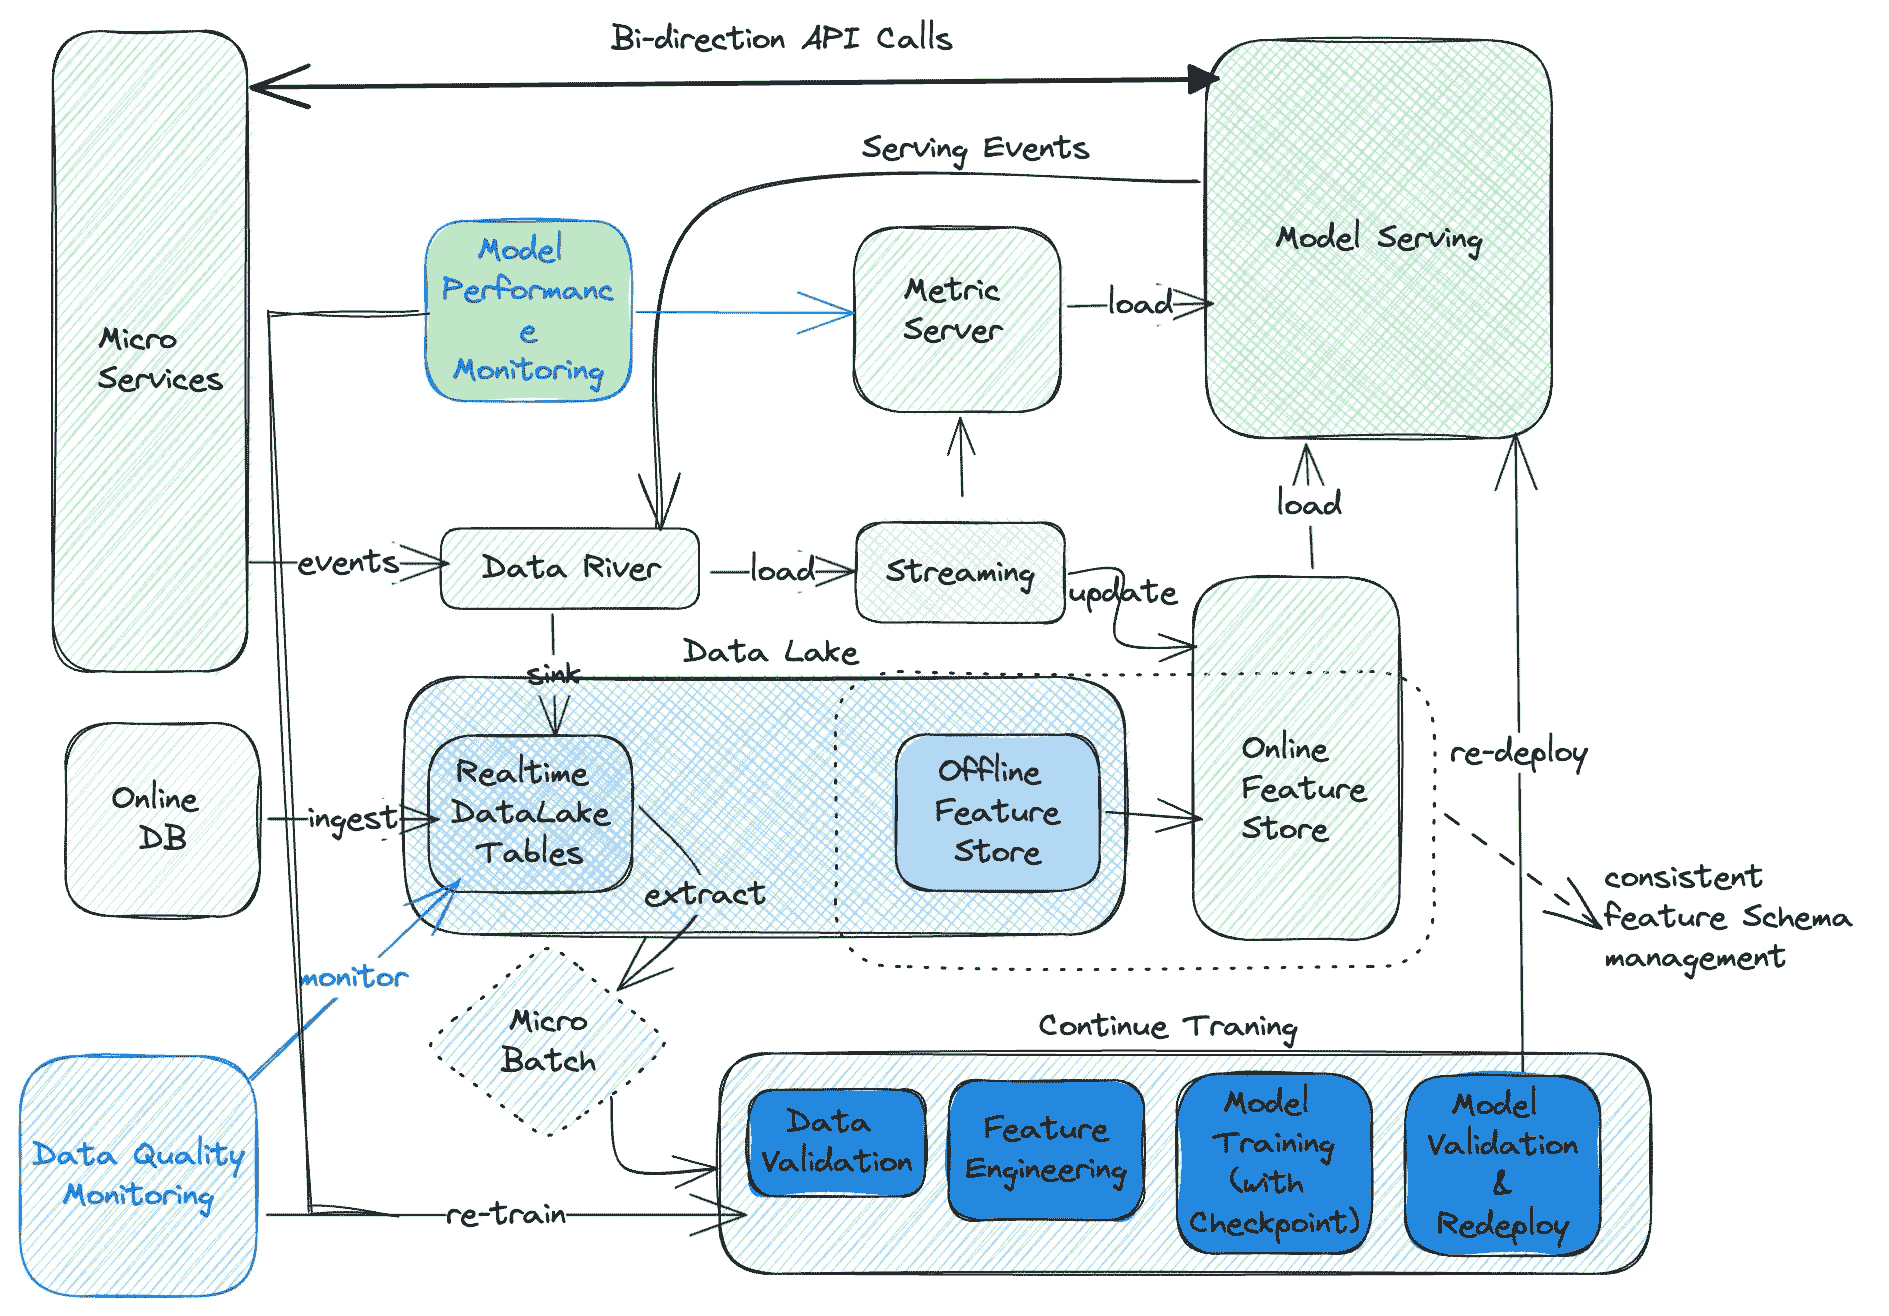 Bi-direction API Calls
Serving Events
Model
Performanc
e
Monitoring
Metric
Server
load
Model Serving
Micro
Services
load
events
Data River
load
Streaming
update
sink
Data Lake
Online
DB
ingest
Realtime
DataLake
Tables
extract
Offline
Feature
Store
Online
Feature
Store
re-deploy
consistent
feature Schema
management
monitor
Micro
Batch
Continue Traning
Data Quality
Monitoring
re-train
Data
Validation
Feature
Engineering
Model
Training
(with
Checkpoint)
Model
Validation
&
Redeploy